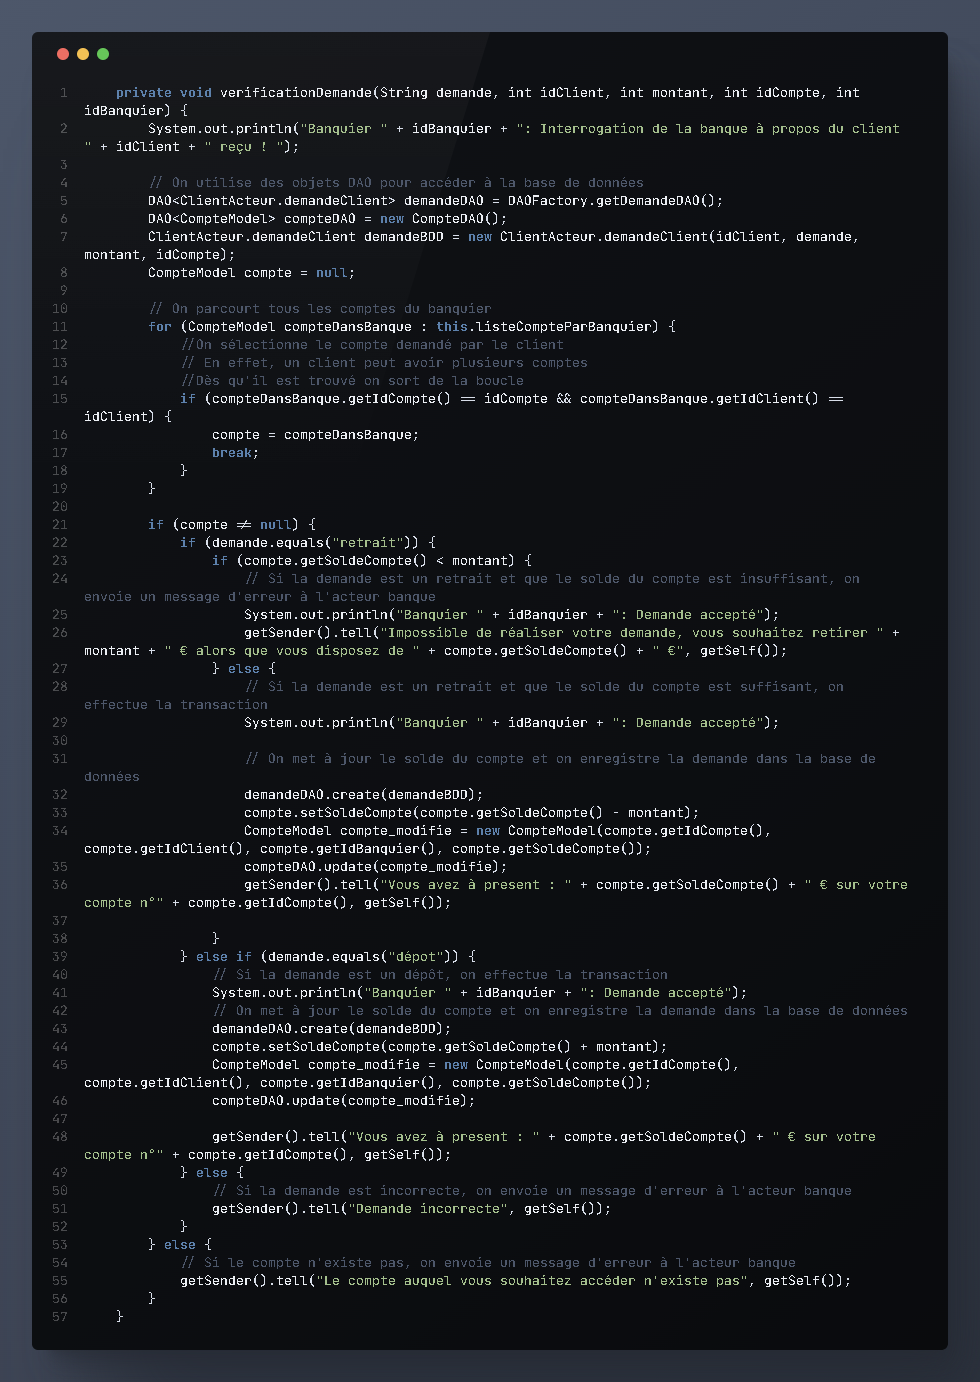 1 private void verificationDemande(String demande, int idClient, int montant, int idCompte, int
idBanquier) {
2 System.out.println("Banquier " + idBanquier + ": Interrogation de la banque à propos du client
" + idClient + " reçu ! ");
3
4 // On utilise des objets DAO pour accéder à la base de données
5 DAO<ClientActeur.demandeClient> demandeDAO = DAOFactory.getDemandeDAO();
6 DAO<CompteModel> compteDAO = new CompteDAO();
7 ClientActeur.demandeClient demandeBDD = new ClientActeur.demandeClient(idClient, demande,
montant, idCompte);
8 CompteModel compte = null;
9
10 // On parcourt tous les comptes du banquier
11 for (CompteModel compteDansBanque : this.listeCompteParBanquier) {
12 //On sélectionne le compte demandé par le client
13 // En effet, un client peut avoir plusieurs comptes
14 //Dès qu'il est trouvé on sort de la boucle
15 if (compteDansBanque.getIdCompte() == idCompte && compteDansBanque.getIdClient() ==
idClient) {
16 compte = compteDansBanque;
17 break;
18 }
19 }
20
21 if (compte != null) {
22 if (demande.equals("retrait")) {
23 if (compte.getSoldeCompte() < montant) {
24 // Si la demande est un retrait et que le solde du compte est insuffisant, on
envoie un message d'erreur à l'acteur banque
25 System.out.println("Banquier " + idBanquier + ": Demande accepté");
26 getSender().tell("Impossible de réaliser votre demande, vous souhaitez retirer " +
montant + " € alors que vous disposez de " + compte.getSoldeCompte() + " €", getSelf());
27 } else {
28 // Si la demande est un retrait et que le solde du compte est suffisant, on
effectue la transaction
29 System.out.println("Banquier " + idBanquier + ": Demande accepté");
30
31 // On met à jour le solde du compte et on enregistre la demande dans la base de
données
32 demandeDAO.create(demandeBDD);
33 compte.setSoldeCompte(compte.getSoldeCompte() - montant);
34 CompteModel compte_modifie = new CompteModel(compte.getIdCompte(),
compte.getIdClient(), compte.getIdBanquier(), compte.getSoldeCompte());
35 compteDAO.update(compte_modifie);
36 getSender().tell("Vous avez à present : " + compte.getSoldeCompte() + " € sur votre
compte n°" + compte.getIdCompte(), getSelf());
37
38 }
39 } else if (demande.equals("dépot")) {
40 // Si la demande est un dépôt, on effectue la transaction
41 System.out.println("Banquier " + idBanquier + ": Demande accepté");
42 // On met à jour le solde du compte et on enregistre la demande dans la base de données
43 demandeDAO.create(demandeBDD);
44 compte.setSoldeCompte(compte.getSoldeCompte() + montant);
45 CompteModel compte_modifie = new CompteModel(compte.getIdCompte(),
compte.getIdClient(), compte.getIdBanquier(), compte.getSoldeCompte());
46 compteDAO.update(compte_modifie);
47
48 getSender().tell("Vous avez à present : " + compte.getSoldeCompte() + " € sur votre
compte n°" + compte.getIdCompte(), getSelf());
49 } else {
50 // Si la demande est incorrecte, on envoie un message d'erreur à l'acteur banque
51 getSender().tell("Demande incorrecte", getSelf());
52 }
53 } else {
54 // Si le compte n'existe pas, on envoie un message d'erreur à l'acteur banque
55 getSender().tell("Le compte auquel vous souhaitez accéder n'existe pas", getSelf());
56 }
57 }